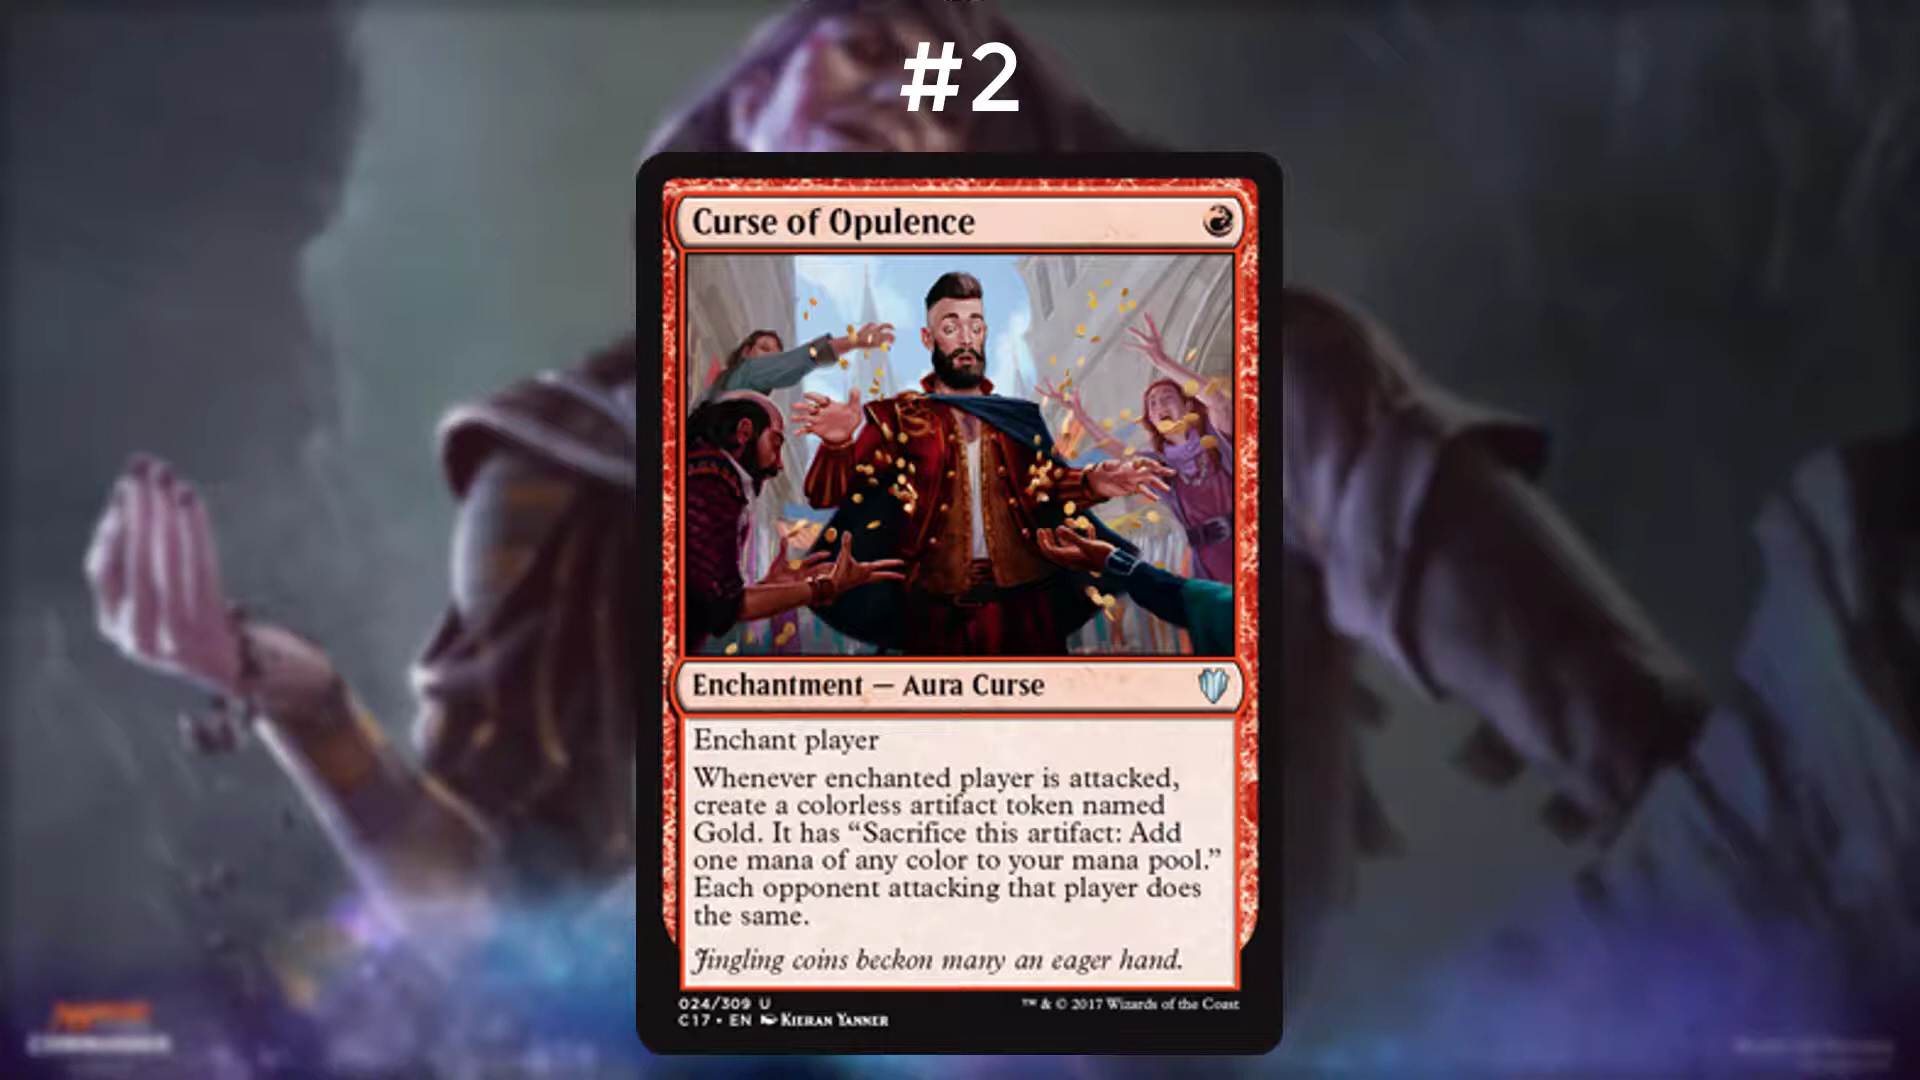 #2
Curse of Opulence
Enchantment — Aura Curse
Enchant player
Whenever enchanted player is attacked,
create a colorless artifact token named
Gold. It has “Sacrifice this artifact: Add
one mana of any color to your mana pool.”
Each opponent attacking that player does
the same.
Jingling coins beckon many an eager hand.
024/309 U
™ & © 2017 Wizards of the Coast
C17 • EN Kieran Yanner